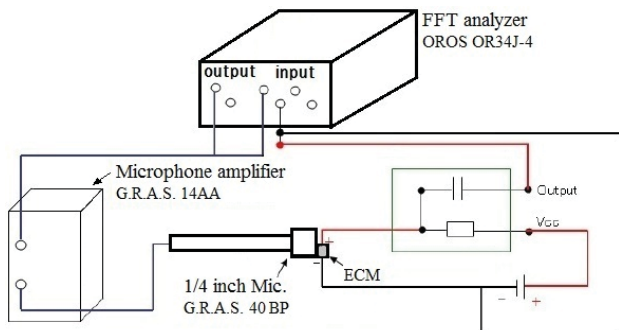 FFT analyzer
OROS OR34J-4
output input
Microphone amplifier
G.R.A.S. 14AA
Output
Vcc
+
−
ECM
1/4 inch Mic.
G.R.A.S. 40 BP
− +